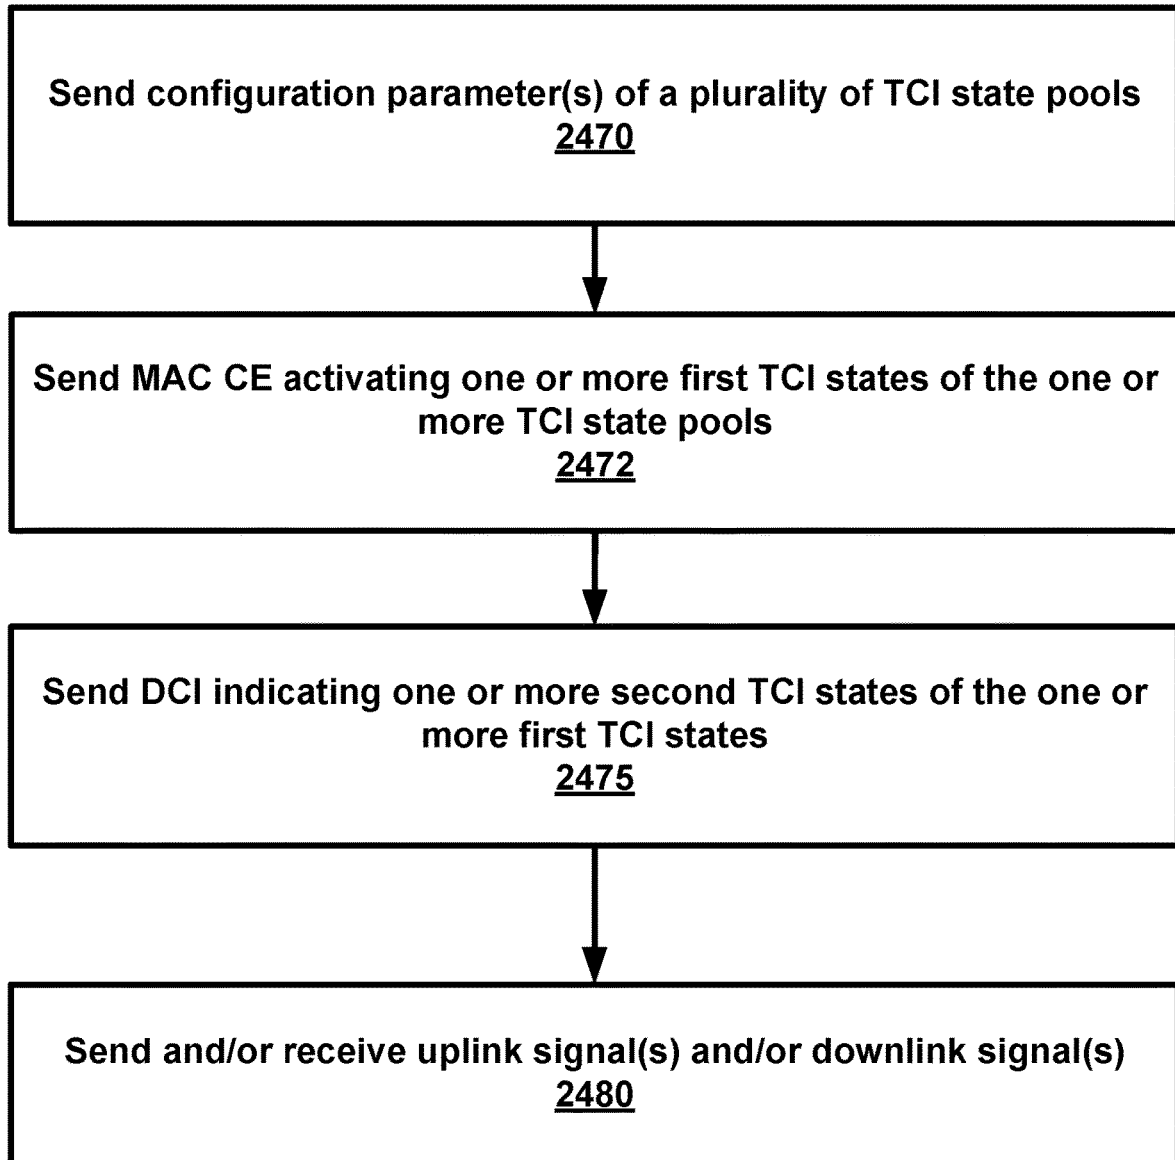 Send configuration parameter(s) of a plurality of TCI state pools
2470
Send MAC CE activating one or more first TCI states of the one or
more TCI state pools
2472
Send DCI indicating one or more second TCI states of the one or
more first TCI states
2475
Send and/or receive uplink signal(s) and/or downlink signal(s)
2480